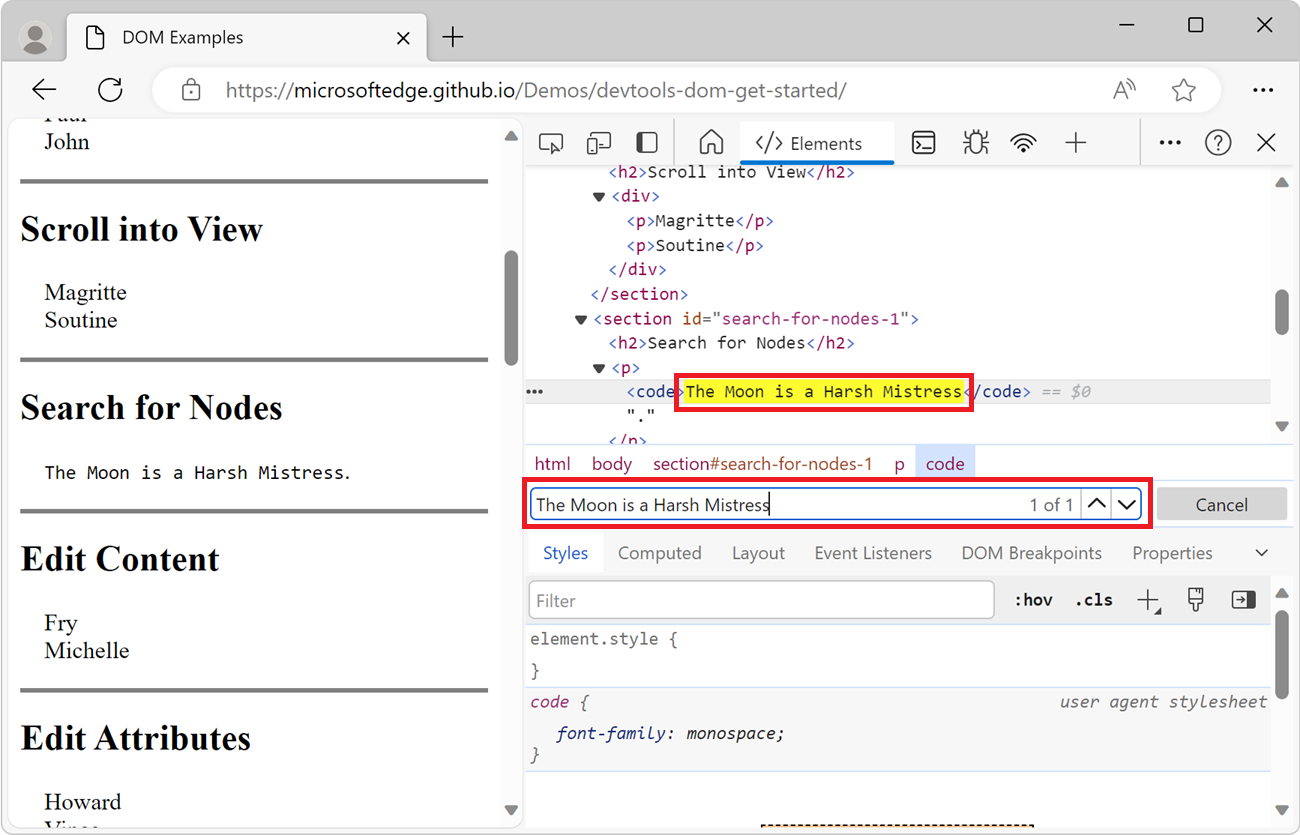 DOM Examples
https://microsoftedge.github.io/Demos/devtools-dom-get-started/
John
Scroll into View
Magritte
Soutine
Search for Nodes
The Moon is a Harsh Mistress.
Edit Content
Fry
Michelle
Edit Attributes
Howard
</> Elements
<h2>Scroll into View</h2>
<div>
<p>Magritte</p>
<p>Soutine</p>
</div>
</section>
<section id="search-for-nodes-1">
<h2>Search for Nodes</h2>
<p>
<code>The Moon is a Harsh Mistress</code> == $0
"."
</p>
html body section#search-for-nodes-1 p code
The Moon is a Harsh Mistress 1 of 1 Cancel
Styles Computed Layout Event Listeners DOM Breakpoints Properties
Filter :hov .cls
element.style {
}
code { user agent stylesheet
font-family: monospace;
}